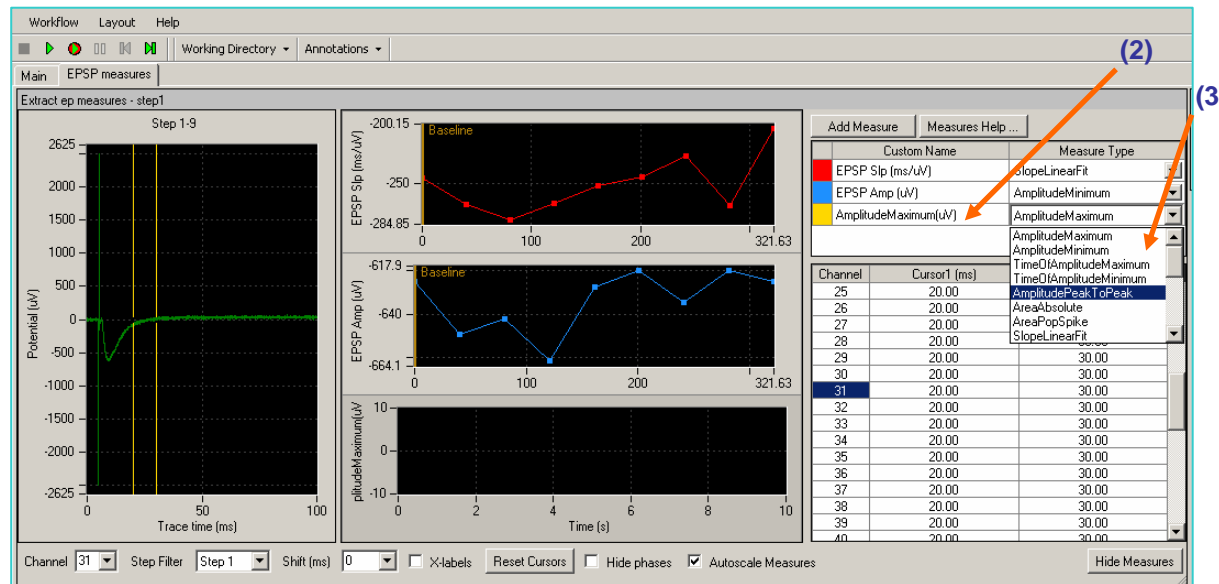 Workflow Layout Help
Working Directory Annotations
(2)
(3
Main EPSP measures
Extract ep measures - step1
Step 1-9
Potential (uV)
2625
2000
1500
1000
500
0
-500
-1000
-1500
-2000
-2625
0 50 100
Trace time (ms)
EPSP Slp (ms/uV)
-200.15
Baseline
-250
-284.85
0 100 200 321.63
EPSP Amp (uV)
-617.9
Baseline
-640
-664.1
0 100 200 321.63
plitudeMaximum(uV
10
0
-10
0 2 4 6 8 10
Time (s)
Add Measure Measures Help ...
Custom Name Measure Type
EPSP Slp (ms/uV) SlopeLinearFit
EPSP Amp (uV) AmplitudeMinimum
AmplitudeMaximum(uV) AmplitudeMaximum
AmplitudeMaximum
AmplitudeMinimum
TimeOfAmplitudeMaximum
TimeOfAmplitudeMinimum
AmplitudePeakToPeak
AreaAbsolute
AreaPopSpike
SlopeLinearFit
Channel Cursor1 (ms)
25 20.00
26 20.00
27 20.00
28 20.00
29 20.00 30.00
30 20.00 30.00
31 20.00 30.00
32 20.00 30.00
33 20.00 30.00
34 20.00 30.00
35 20.00 30.00
36 20.00 30.00
37 20.00 30.00
38 20.00 30.00
39 20.00 30.00
40 20.00 30.00
Channel 31 Step Filter Step 1 Shift (ms) 0 X-labels Reset Cursors Hide phases Autoscale Measures Hide Measures